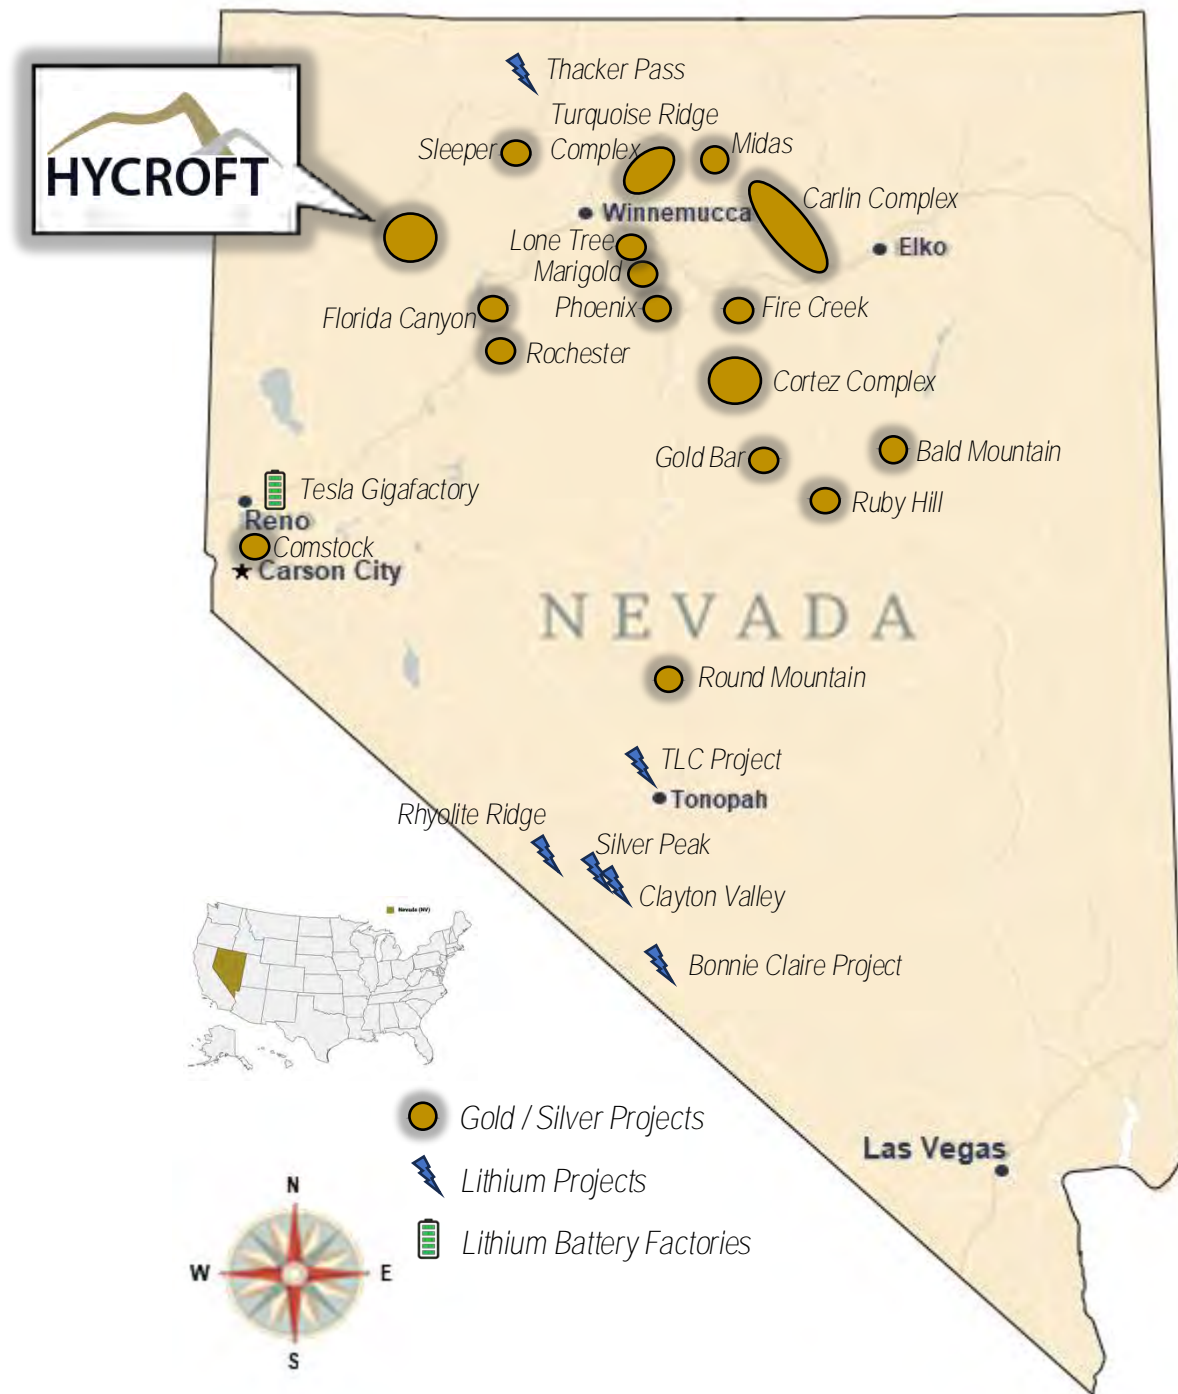 Thacker Pass
HYCROFT
Turquoise Ridge
Complex
Sleeper
Midas
Carlin Complex
Winnemucca
Elko
Lone Tree
Marigold
Phoenix
Fire Creek
Florida Canyon
Rochester
Cortez Complex
Gold Bar
Bald Mountain
Ruby Hill
Tesla Gigafactory
Reno
Comstock
Carson City
NEVADA
Round Mountain
TLC Project
Tonopah
Rhyolite Ridge
Silver Peak
Clayton Valley
Bonnie Claire Project
Nevada (NV)
Gold / Silver Projects
Lithium Projects
Lithium Battery Factories
Las Vegas
N
W
E
S